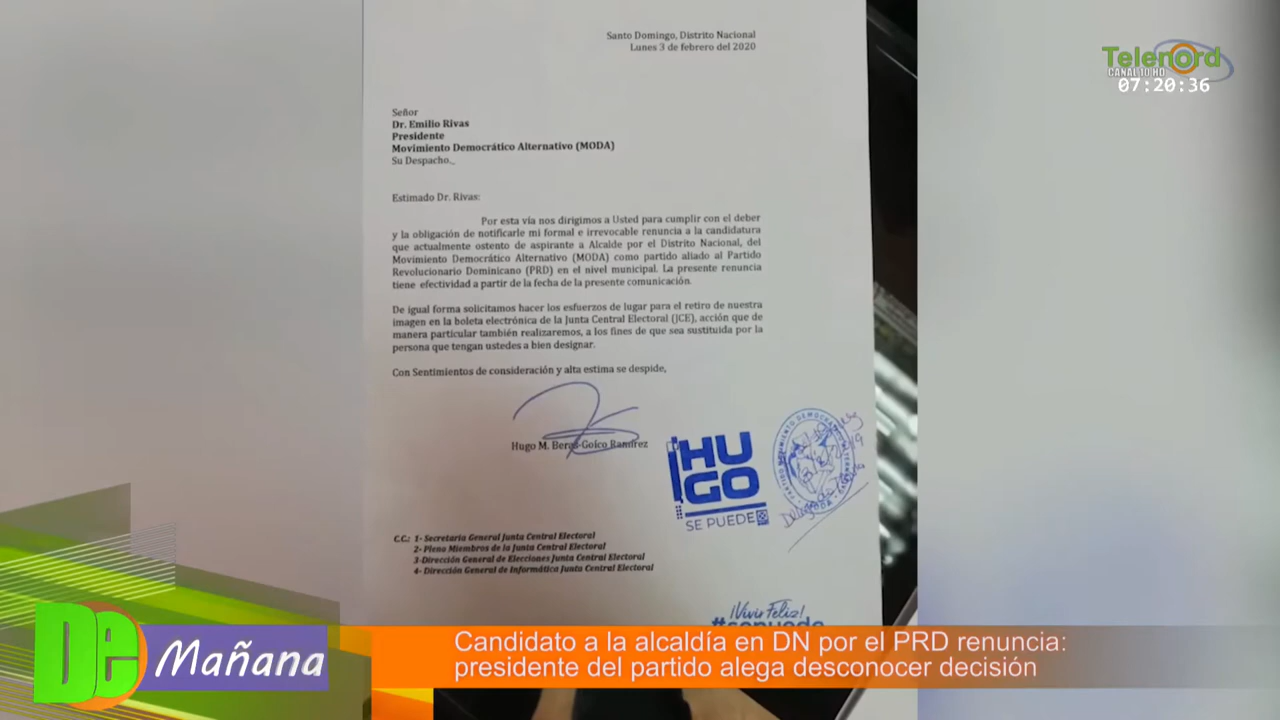 Telenord
CANAL 10 HD
07:20:36
Santo Domingo, Distrito Nacional
Lunes 3 de febrero del 2020
Señor
Dr. Emilio Rivas
Presidente
Movimiento Democrático Alternativo (MODA)
Su Despacho._
Estimado Dr. Rivas:
Por esta vía nos dirigimos a Usted para cumplir con el deber
y la obligación de notificarle mi formal e irrevocable renuncia a la candidatura
que actualmente ostento de aspirante a Alcalde por el Distrito Nacional, del
Movimiento Democrático Alternativo (MODA) como partido aliado al Partido
Revolucionario Dominicano (PRD) en el nivel municipal. La presente renuncia
tiene efectividad a partir de la fecha de la presente comunicación.
De igual forma solicitamos hacer los esfuerzos de lugar para el retiro de nuestra
imagen en la boleta electrónica de la Junta Central Electoral (JCE), acción que de
manera particular también realizaremos, a los fines de que sea sustituida por la
persona que tengan ustedes a bien designar.
Con Sentimientos de consideración y alta estima se despide,
Hugo M. Beras-Goico Ramírez
HU
GO
SE PUEDE
C.C.: 1- Secretaria General Junta Central Electoral
2- Pleno Miembros de la Junta Central Electoral
3-Dirección General de Elecciones Junta Central Electoral
4- Dirección General de Informática Junta Central Electoral
¡Vivir Feliz!
#sepuede
De Mañana
Candidato a la alcaldía en DN por el PRD renuncia:
presidente del partido alega desconocer decisión